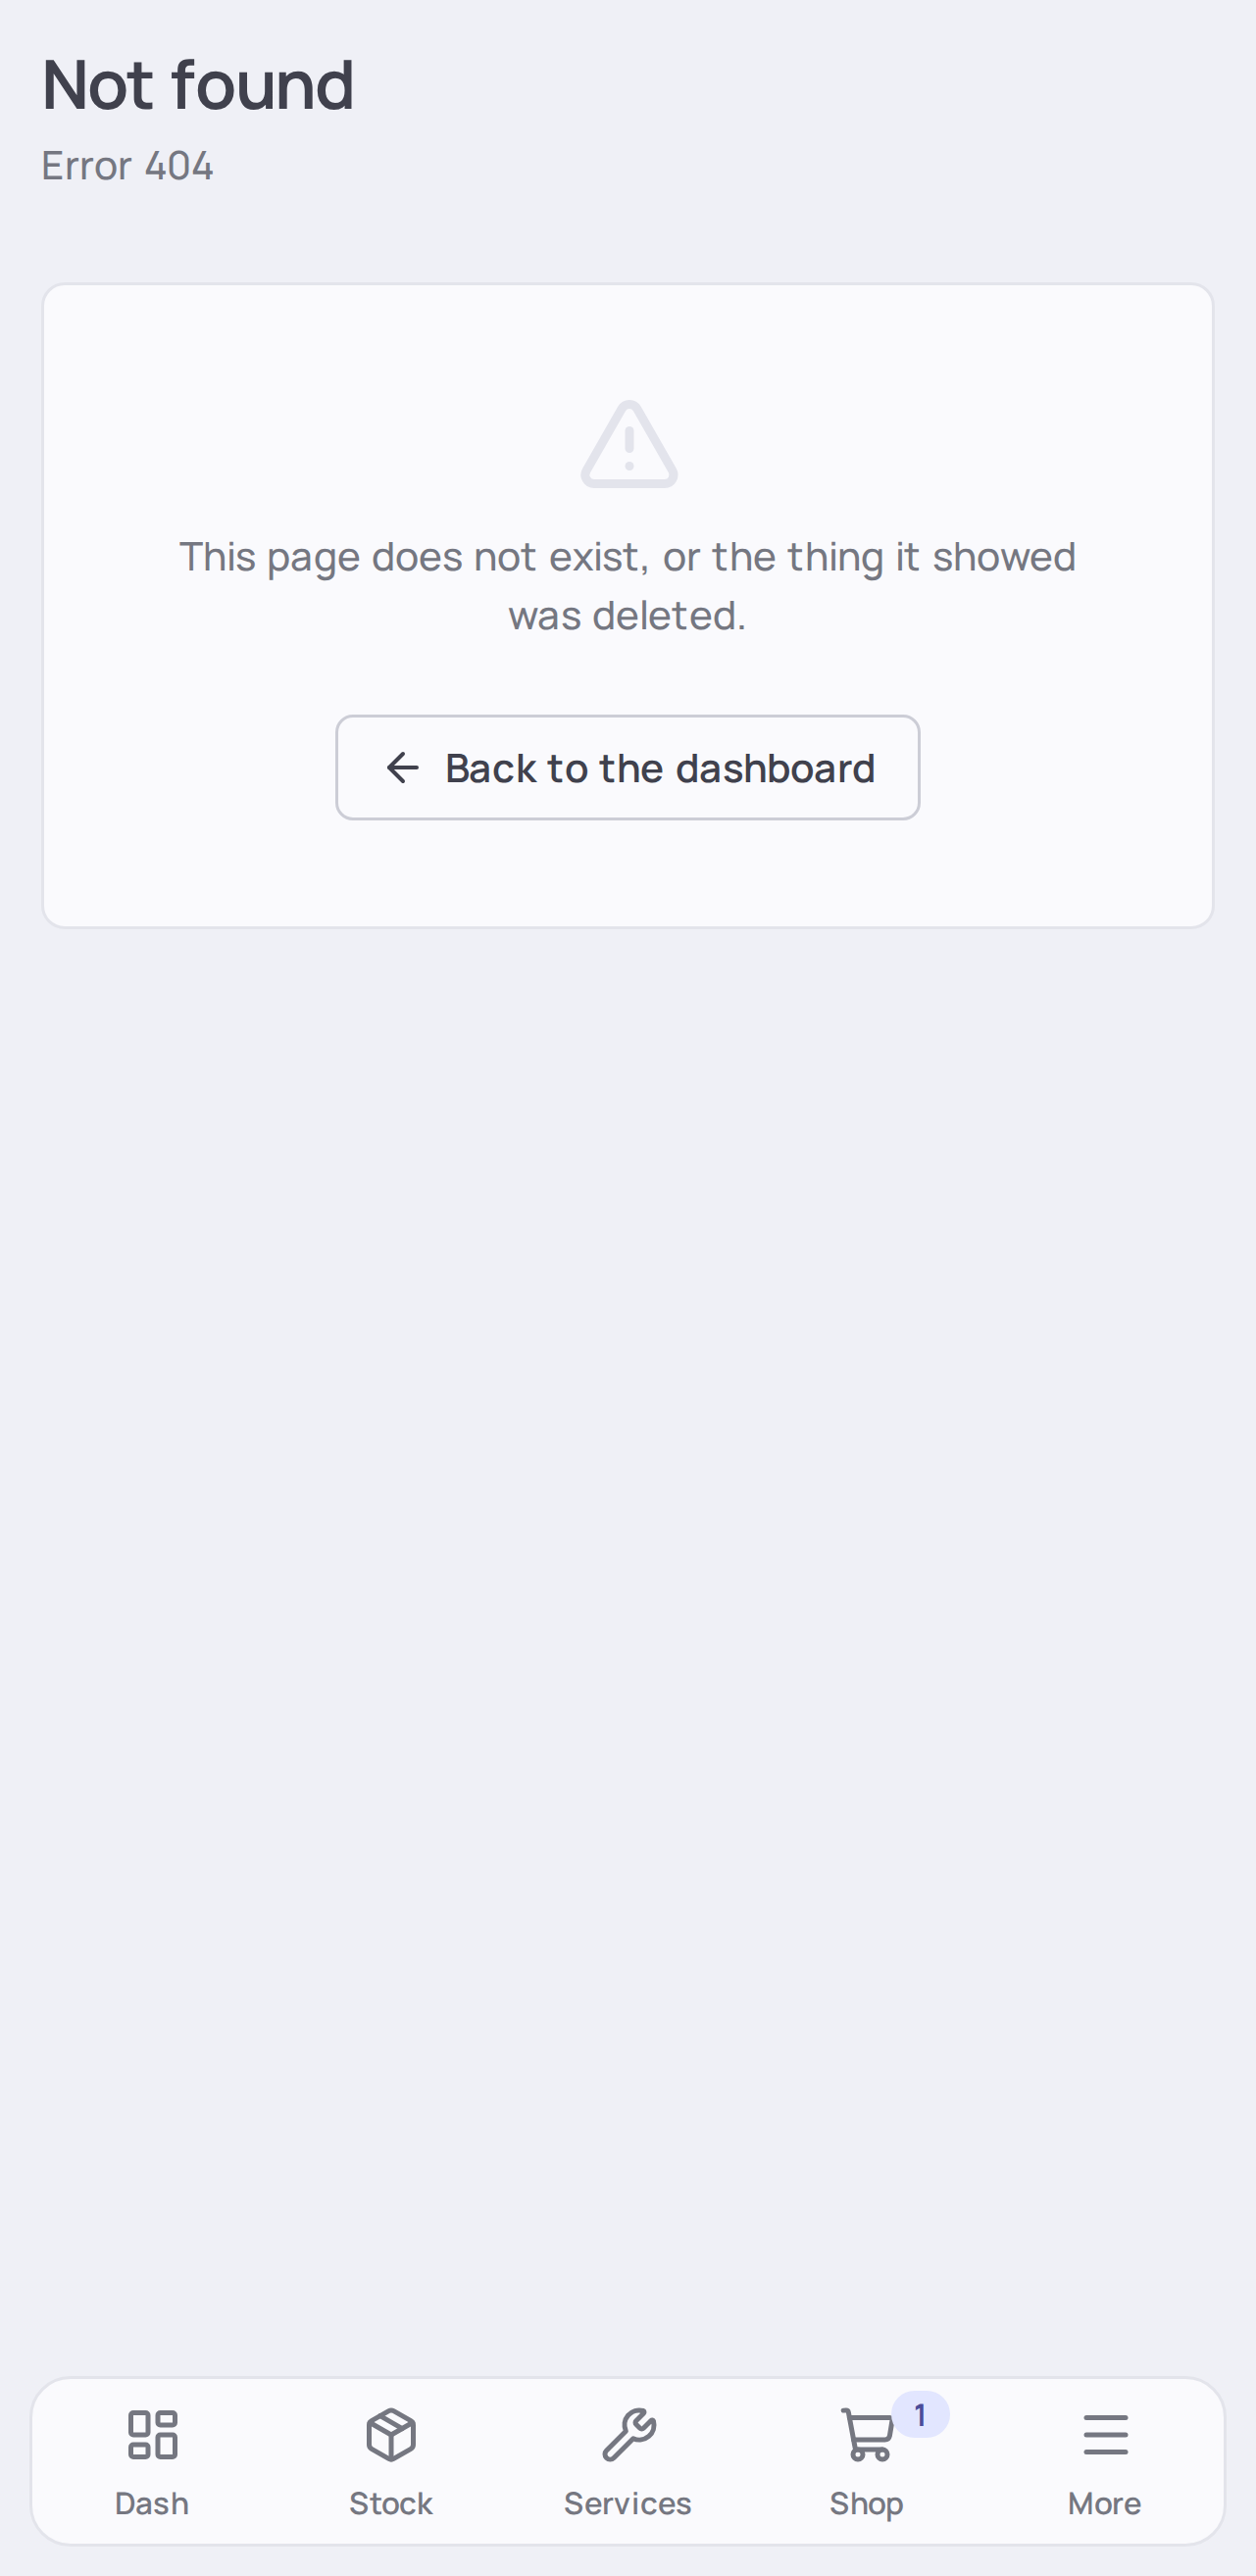 Not found
Error 404
This page does not exist, or the thing it showed
was deleted.
Back to the dashboard
1
Dash
Stock
Services
Shop
More